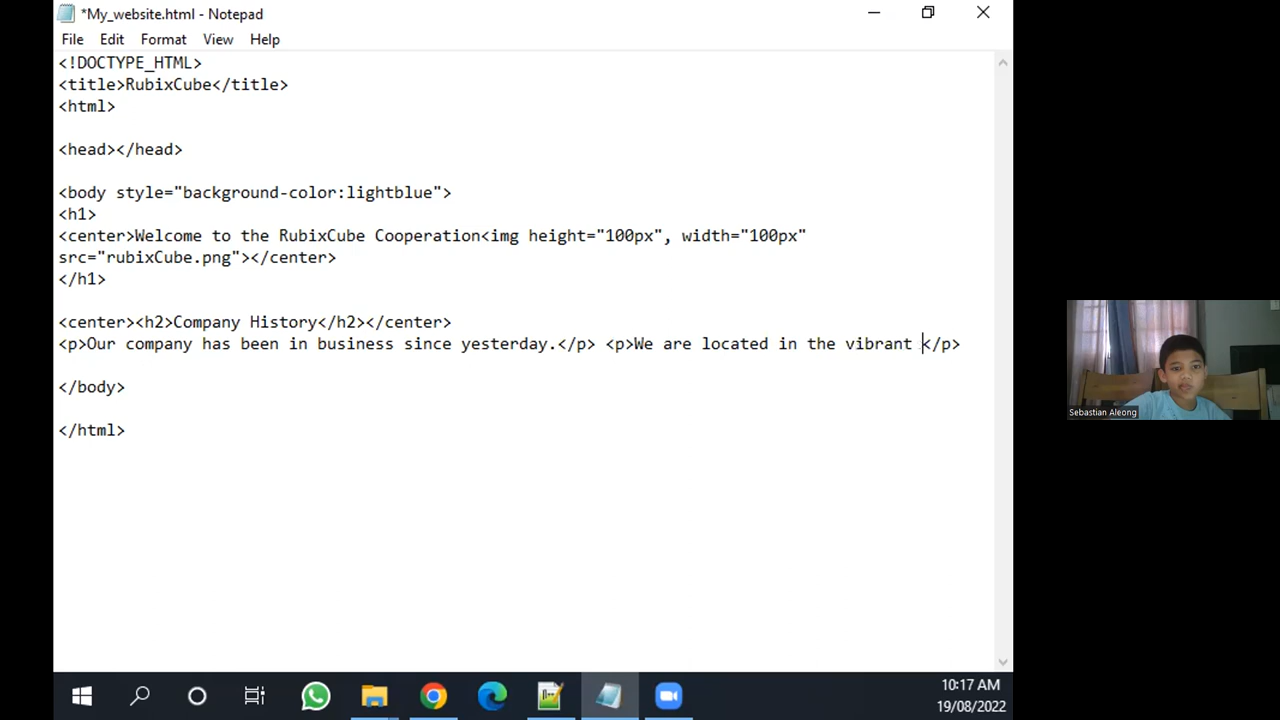 *My_website.html - Notepad
File Edit Format View Help
<!DOCTYPE_HTML>
<title>RubixCube</title>
<html>
<head></head>
<body style="background-color:lightblue">
<h1>
<center>Welcome to the RubixCube Cooperation<img height="100px", width="100px"
src="rubixCube.png"></center>
</h1>
<center><h2>Company History</h2></center>
<p>Our company has been in business since yesterday.</p> <p>We are located in the vibrant </p>
</body>
</html>
Sebastian Aleong
10:17 AM
19/08/2022